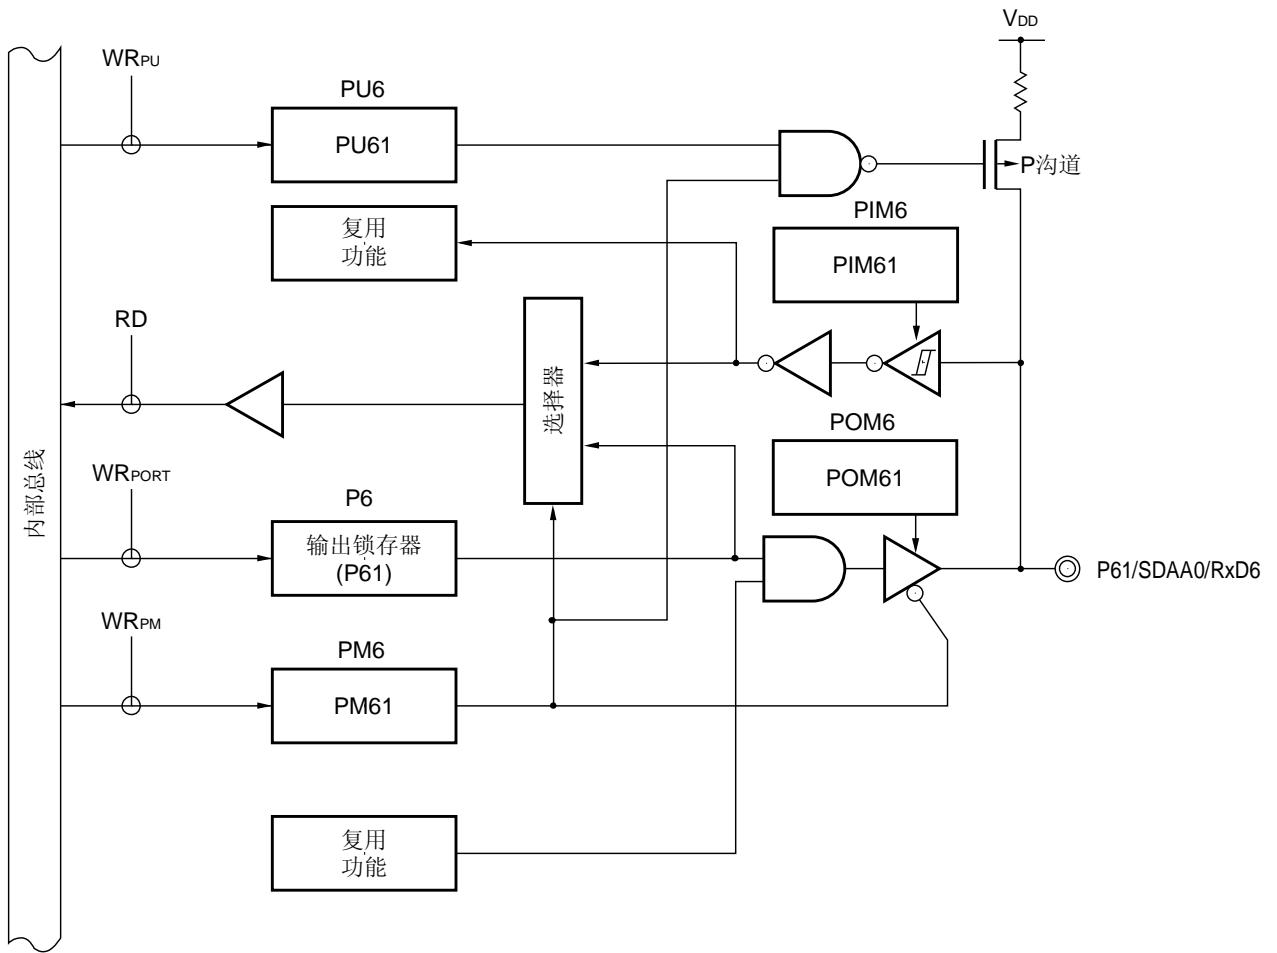 VDD
WRPU
PU6
PU61
P沟道
复用
功能
PIM6
PIM61
RD
选择器
POM6
POM61
内部总线
WRPORT
P6
输出锁存器
(P61)
P61/SDAA0/RxD6
WRPM
PM6
PM61
复用
功能